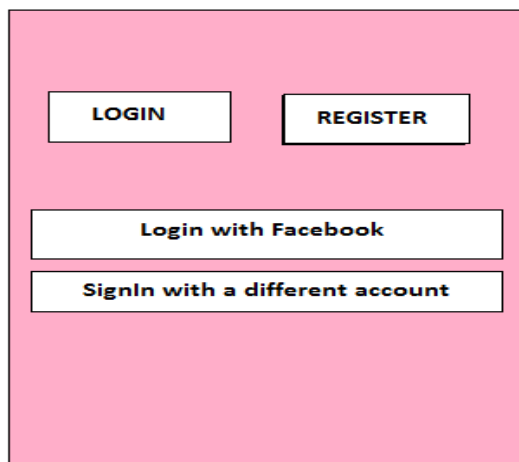 LOGIN
REGISTER
Login with Facebook
SignIn with a different account